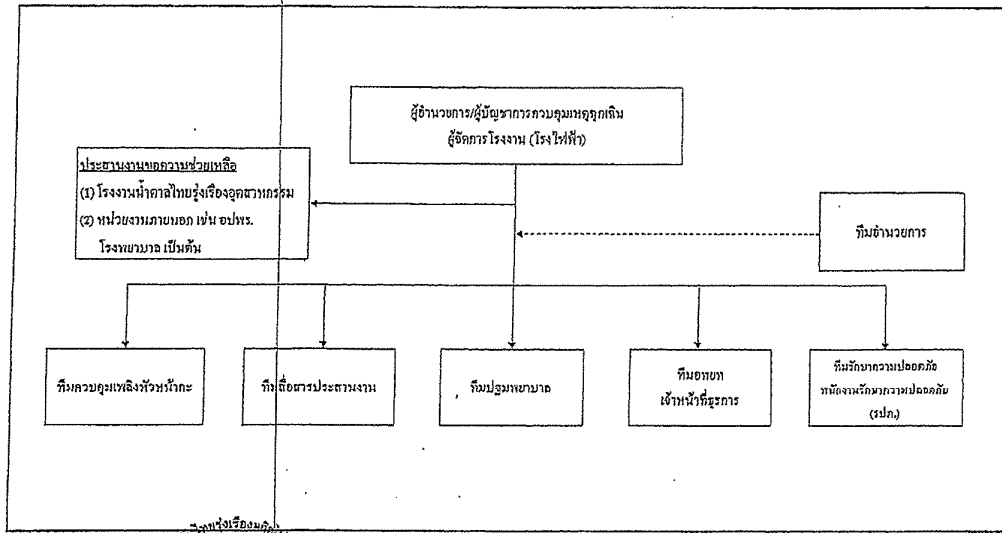 ผู้อำนวยการ/ผู้บัญชาการควบคุมเหตุฉุกเฉิน
ผู้จัดการโรงงาน (โรงไฟฟ้า)
ประสานงานขอความช่วยเหลือ
(1) โรงงานน้ำตาลไทยรุ่งเรืองอุตสาหกรรม
(2) หน่วยงานภายนอก เช่น อปพร.
โรงพยาบาล เป็นต้น
ทีมอำนวยการ
ทีมควบคุมเพลิงหัวหน้ากะ
ทีมสื่อสารประสานงาน
ทีมปฐมพยาบาล
ทีมอพยพ
เจ้าหน้าที่ธุรการ
ทีมรักษาความปลอดภัย
พนักงานรักษาความปลอดภัย
(รปภ.)